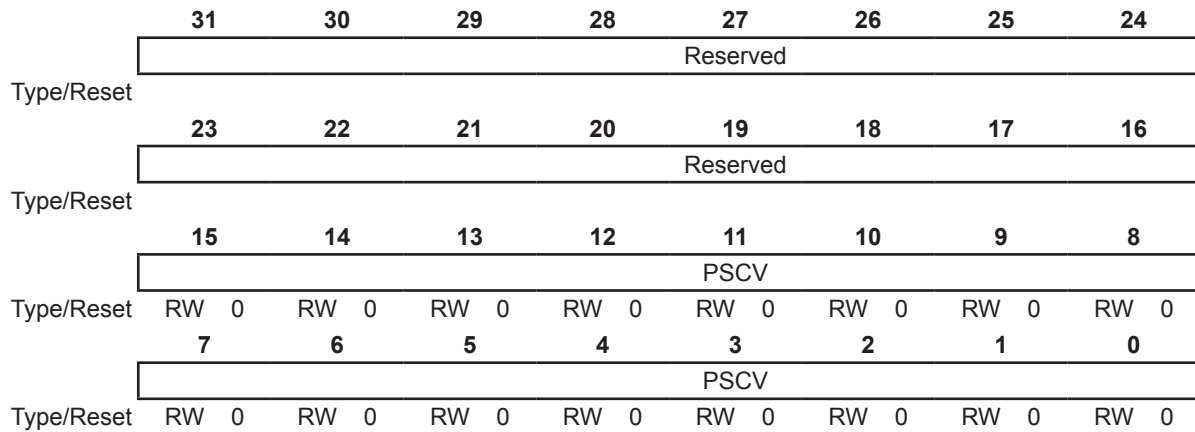 31 30 29 28 27 26 25 24
Reserved
Type/Reset
23 22 21 20 19 18 17 16
Reserved
Type/Reset
15 14 13 12 11 10 9 8
PSCV
Type/Reset RW 0 RW 0 RW 0 RW 0 RW 0 RW 0 RW 0 RW 0
7 6 5 4 3 2 1 0
PSCV
Type/Reset RW 0 RW 0 RW 0 RW 0 RW 0 RW 0 RW 0 RW 0